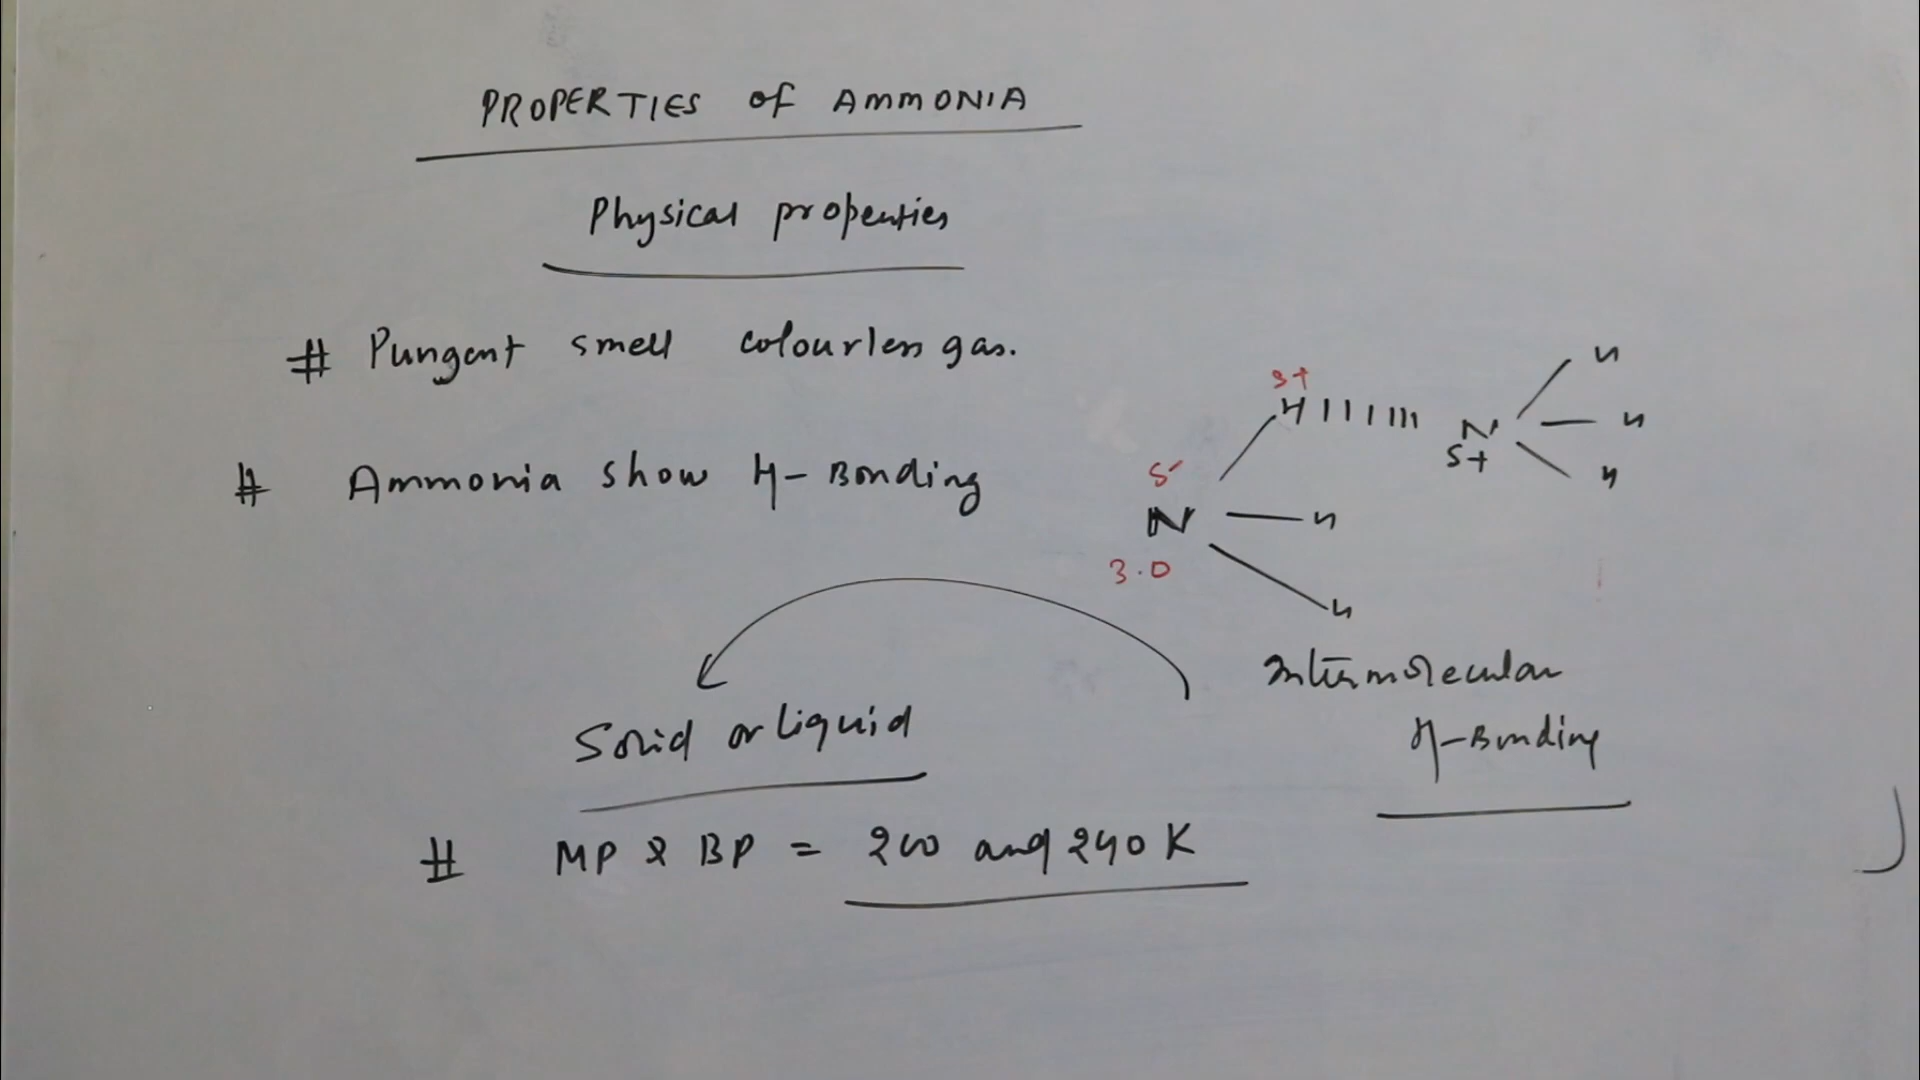 PROPERTIES of AMMONIA
Physical properties
# Pungent smell colourless gas.
# Ammonia show H-Bonding
δ+
H N H
δ+ H
H
δ-
N H
3.0
H
Intermolecular
H-Bonding
Solid or liquid
# MP & BP = 200 and 240 K